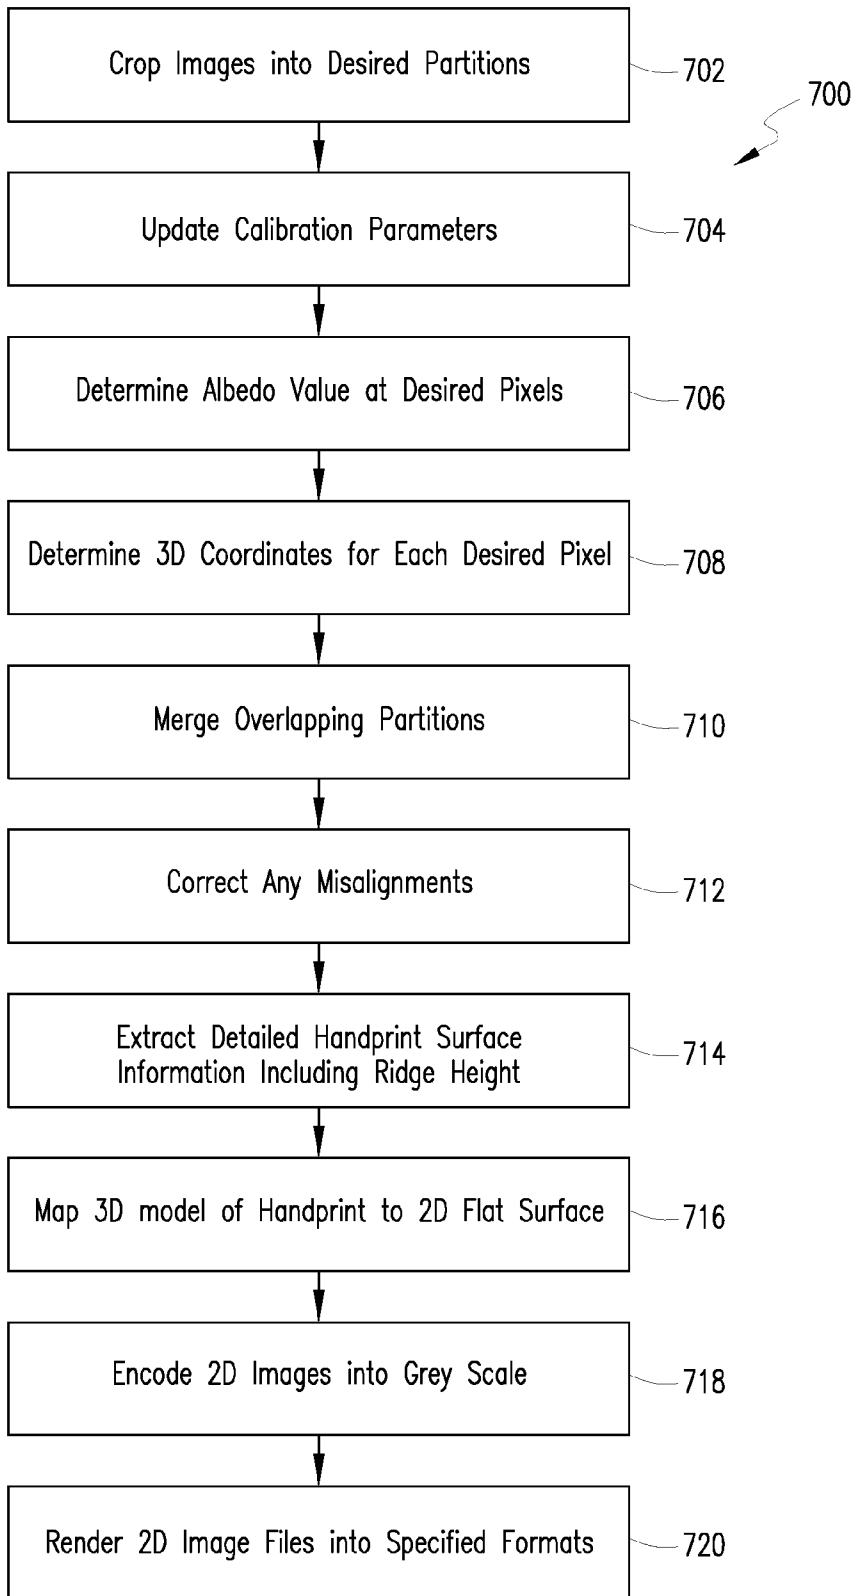 Crop Images into Desired Partitions
702
700
Update Calibration Parameters
704
Determine Albedo Value at Desired Pixels
706
Determine 3D Coordinates for Each Desired Pixel
708
Merge Overlapping Partitions
710
Correct Any Misalignments
712
Extract Detailed Handprint Surface
Information Including Ridge Height
714
Map 3D model of Handprint to 2D Flat Surface
716
Encode 2D Images into Grey Scale
718
Render 2D Image Files into Specified Formats
720